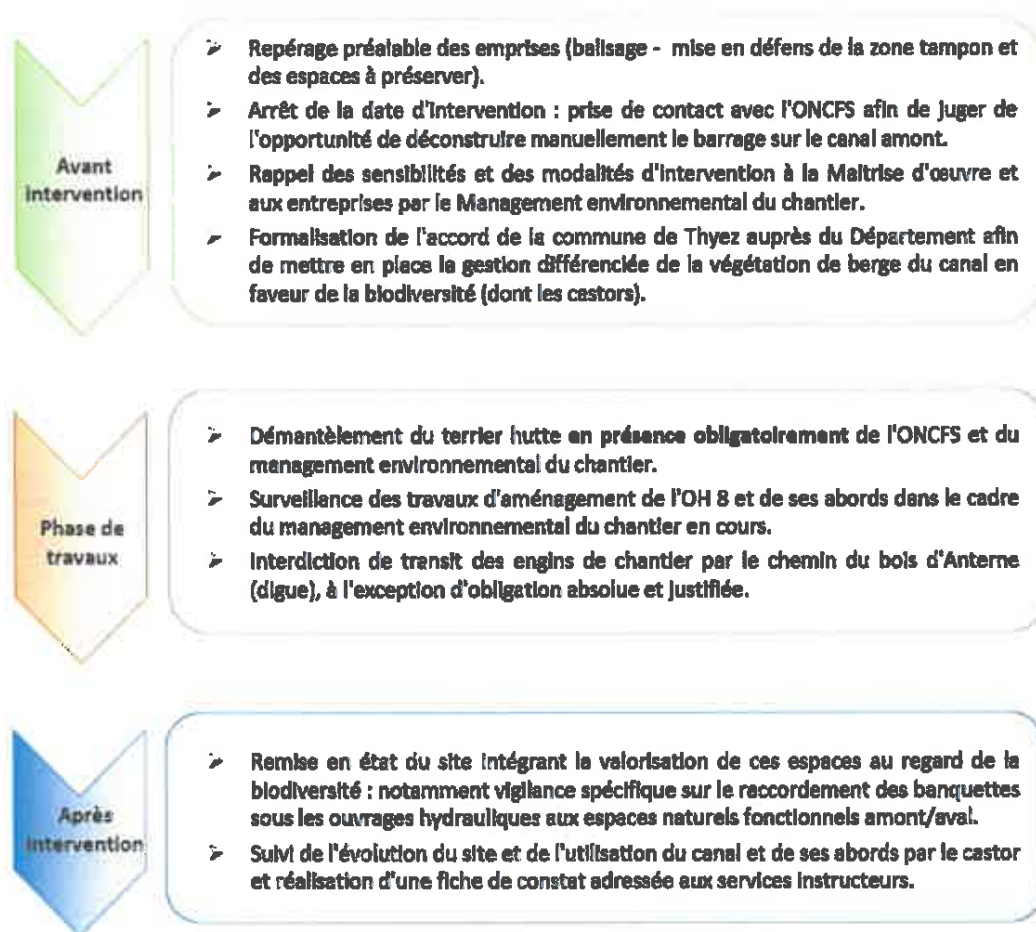 Avant
intervention
➢ Repérage préalable des emprises (balisage - mise en défens de la zone tampon et
des espaces à préserver).
➢ Arrêt de la date d'intervention : prise de contact avec l'ONCFS afin de juger de
l'opportunité de déconstruire manuellement le barrage sur le canal amont.
➢ Rappel des sensibilités et des modalités d'intervention à la Maîtrise d'œuvre et
aux entreprises par le Management environnemental du chantier.
➢ Formalisation de l'accord de la commune de Thyez auprès du Département afin
de mettre en place la gestion différenciée de la végétation de berge du canal en
faveur de la biodiversité (dont les castors).
Phase de
travaux
➢ Démantèlement du terrier hutte en présence obligatoirement de l'ONCFS et du
management environnemental du chantier.
➢ Surveillance des travaux d'aménagement de l'OH 8 et de ses abords dans le cadre
du management environnemental du chantier en cours.
➢ Interdiction de transit des engins de chantier par le chemin du bois d'Anterne
(digue), à l'exception d'obligation absolue et justifiée.
Après
intervention
➢ Remise en état du site intégrant la valorisation de ces espaces au regard de la
biodiversité : notamment vigilance spécifique sur le raccordement des banquettes
sous les ouvrages hydrauliques aux espaces naturels fonctionnels amont/aval.
➢ Suivi de l'évolution du site et de l'utilisation du canal et de ses abords par le castor
et réalisation d'une fiche de constat adressée aux services instructeurs.